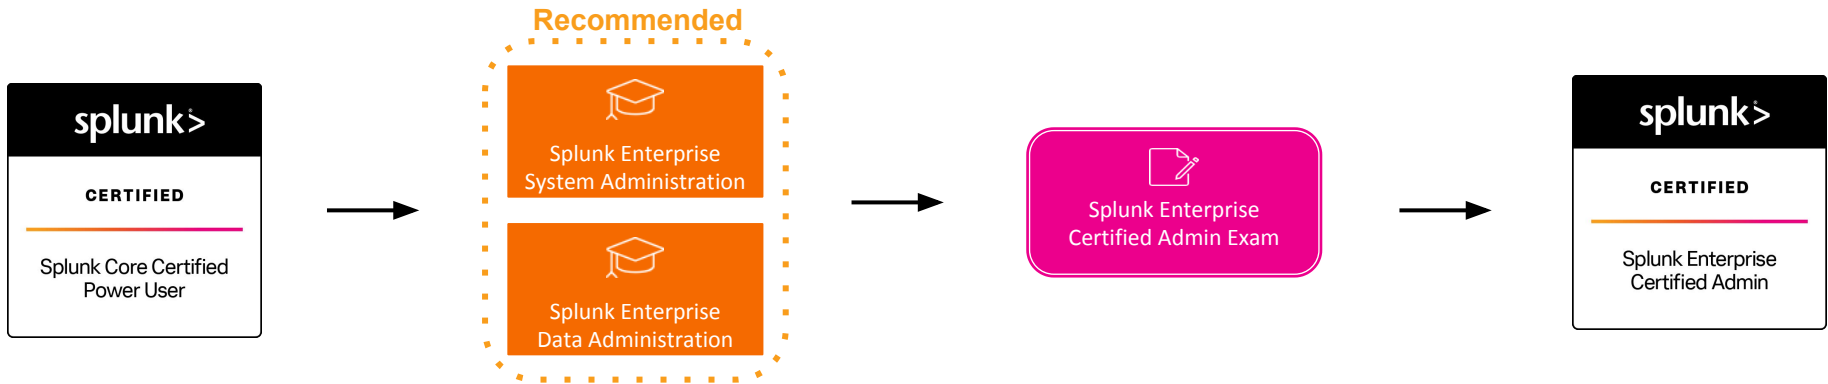 splunk>
CERTIFIED
Splunk Core Certified
Power User
Recommended
Splunk Enterprise
System Administration
Splunk Enterprise
Data Administration
Splunk Enterprise
Certified Admin Exam
splunk>
CERTIFIED
Splunk Enterprise
Certified Admin